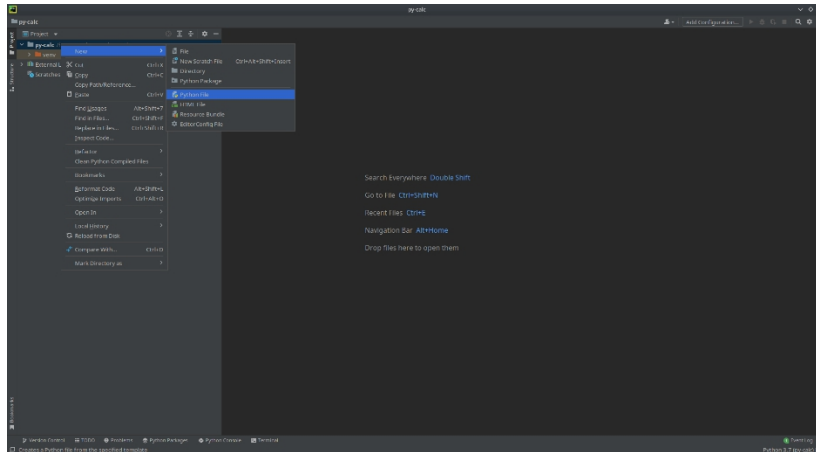 py-calc
py-calc
Add Configuration...
Project
py-calc
venv
External L
Scratches
New
Cut Ctrl+X
Copy Ctrl+C
Copy Path/Reference...
Paste Ctrl+V
Find Usages Alt+Shift+7
Find in Files... Ctrl+Shift+F
Replace in Files... Ctrl+Shift+R
Inspect Code...
Refactor
Clean Python Compiled Files
Bookmarks
Reformat Code Alt+Shift+L
Optimize Imports Ctrl+Alt+O
Open In
Local History
Reload from Disk
Compare With... Ctrl+D
Mark Directory as
File
New Scratch File Ctrl+Alt+Shift+Insert
Directory
Python Package
Python File
HTML File
Resource Bundle
EditorConfig File
Search Everywhere Double Shift
Go to File Ctrl+Shift+N
Recent Files Ctrl+E
Navigation Bar Alt+Home
Drop files here to open them
Project
Structure
Bookmarks
Version Control TODO Problems Python Packages Python Console Terminal
Event Log
Creates a Python file from the specified template
Python 3.7 (py-calc)